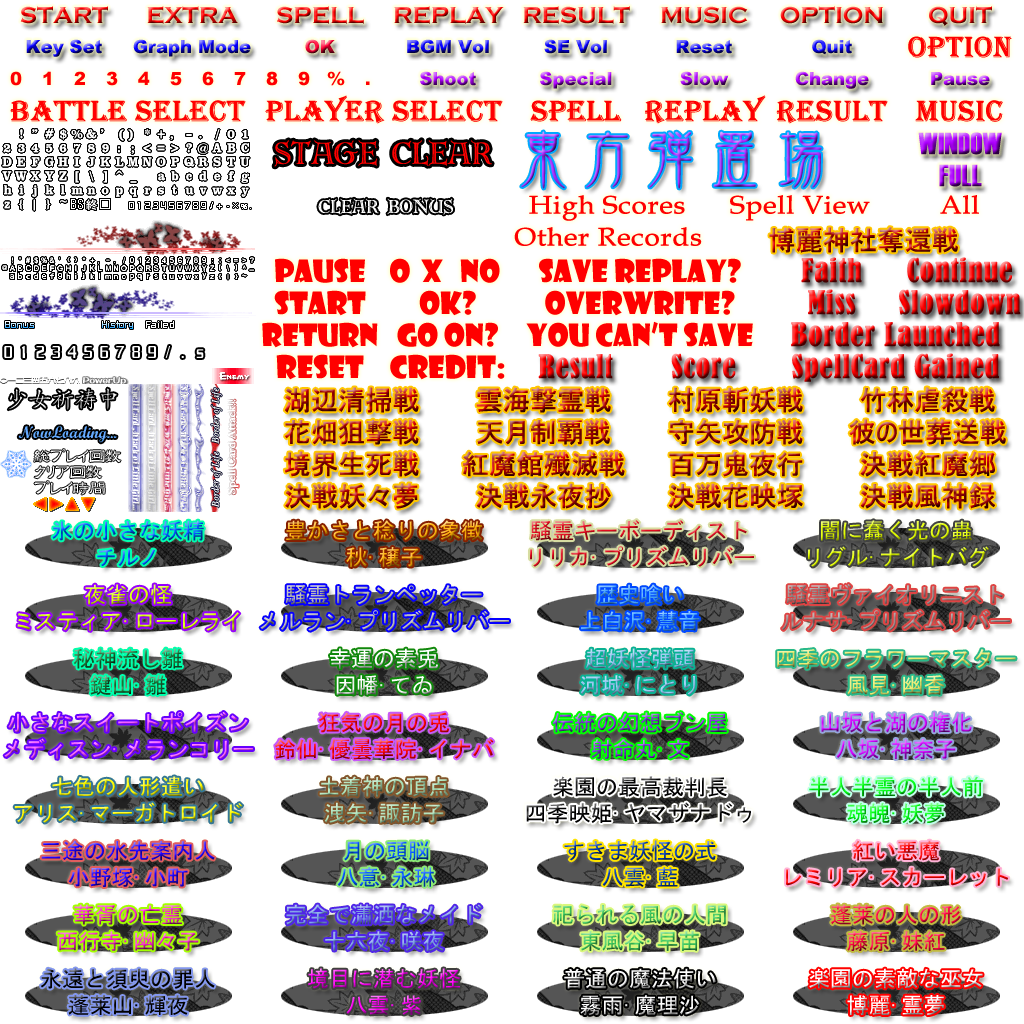 START EXTRA SPELL REPLAY RESULT MUSIC OPTION QUIT
Key Set Graph Mode OK BGM Vol SE Vol Reset Quit OPTION
0 1 2 3 4 5 6 7 8 9 % . Shoot Special Slow Change Pause
BATTLE SELECT PLAYER SELECT SPELL REPLAY RESULT MUSIC
! " # $ % & ' ( ) * + , - . / 0 1
2 3 4 5 6 7 8 9 : ; < = > ? @ A B C
D E F G H I J K L M N O P Q R S T U
V W X Y Z [ \ ] ^ _ a b c d e f g
h i j k l m n o p q r s t u v w x y
z { | } ~ BS 終 □ 0123456789/+-×。
STAGE CLEAR
CLEAR BONUS
東方弾置場
WINDOW
FULL
High Scores Spell View All
Other Records
博麗神社奪還戦
Bonus History Failed
0123456789/.s
PAUSE O X NO SAVE REPLAY?
START OK? OVERWRITE?
RETURN GO ON? YOU CAN'T SAVE
RESET CREDIT: Result Score
Faith Continue
Miss Slowdown
Border Launched
SpellCard Gained
PowerUp
ENEMY
少女祈祷中
NowLoading...
総プレイ回数
クリア回数
プレイ時間
◀▶▲▼
Border of Life
湖辺清掃戦 雲海撃霊戦 村原斬妖戦 竹林虐殺戦
花畑狙撃戦 天月制覇戦 守矢攻防戦 彼の世葬送戦
境界生死戦 紅魔館殲滅戦 百万鬼夜行 決戦紅魔郷
決戦妖々夢 決戦永夜抄 決戦花映塚 決戦風神録
氷の小さな妖精 豊かさと稔りの象徴 騒霊キーボーディスト 闇に蠢く光の蟲
チルノ 秋・穣子 リリカ・プリズムリバー リグル・ナイトバグ
夜雀の怪 騒霊トランペッター 歴史喰い 騒霊ヴァイオリニスト
ミスティア・ローレライ メルラン・プリズムリバー 上白沢・慧音 ルナサ・プリズムリバー
秘神流し雛 幸運の素兎 超妖怪弾頭 四季のフラワーマスター
鍵山・雛 因幡・てゐ 河城・にとり 風見・幽香
小さなスイートポイズン 狂気の月の兎 伝統の幻想ブン屋 山坂と湖の権化
メディスン・メランコリー 鈴仙・優曇華院・イナバ 射命丸・文 八坂・神奈子
七色の人形遣い 土着神の頂点 楽園の最高裁判長 半人半霊の半人前
アリス・マーガトロイド 洩矢・諏訪子 四季映姫・ヤマザナドゥ 魂魄・妖夢
三途の水先案内人 月の頭脳 すきま妖怪の式 紅い悪魔
小野塚・小町 八意・永琳 八雲・藍 レミリア・スカーレット
華胥の亡霊 完全で瀟洒なメイド 祀られる風の人間 蓬莱の人の形
西行寺・幽々子 十六夜・咲夜 東風谷・早苗 藤原・妹紅
永遠と須臾の罪人 境目に潜む妖怪 普通の魔法使い 楽園の素敵な巫女
蓬莱山・輝夜 八雲・紫 霧雨・魔理沙 博麗・霊夢